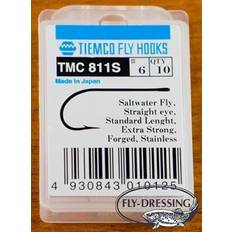 TIEMCO FLY HOOKS
TMC 811S
# 6
QTY 10
Made in Japan
Saltwater Fly,
Straight eye,
Standard Lenght,
Extra Strong,
Forged, Stainless
4 930843 010125
FLY-DRESSING